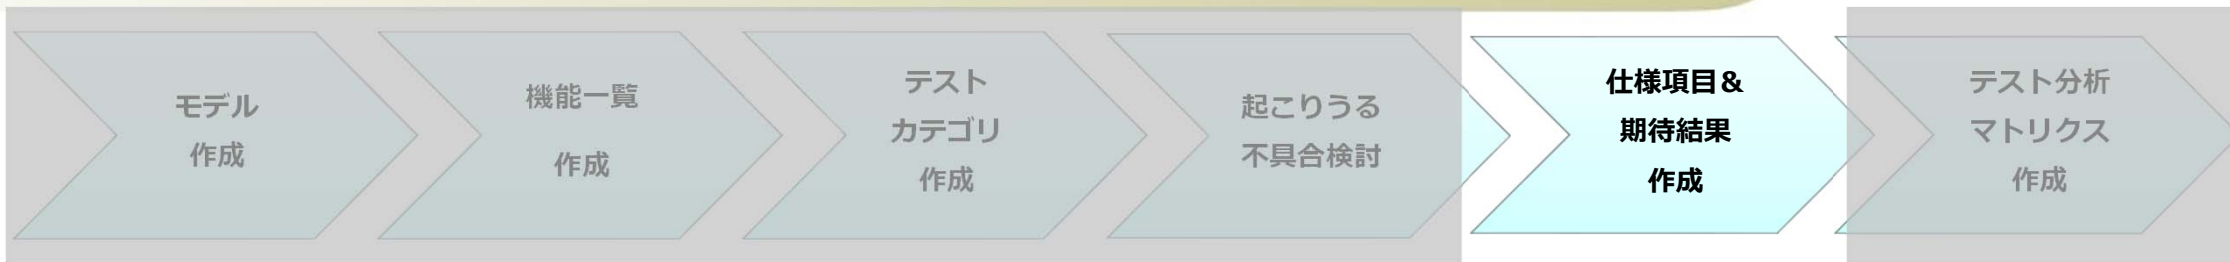 モデル
作成
機能一覧
作成
テスト
カテゴリ
作成
起こりうる
不具合検討
仕様項目＆
期待結果
作成
テスト分析
マトリクス
作成